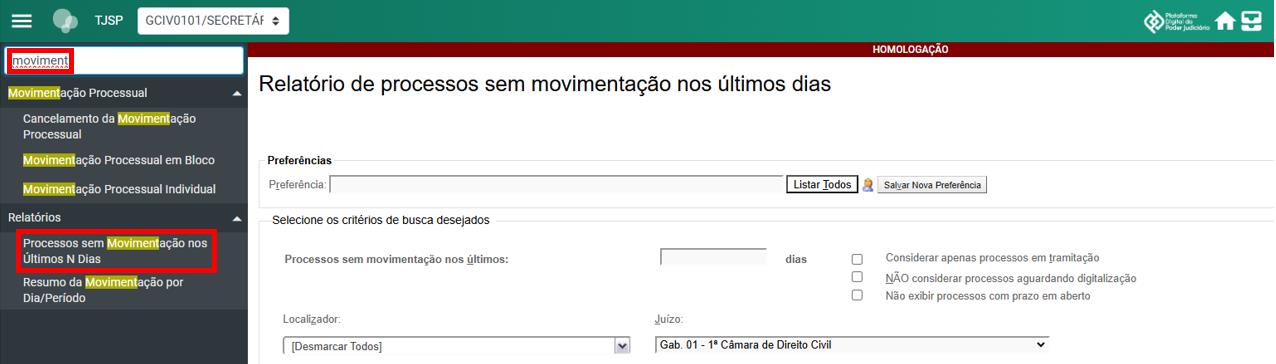 TJSP
GCIV0101/SECRETÁF
Plataforma
Digital do
Poder Judiciário
moviment
HOMOLOGAÇÃO
Movimentação Processual
Cancelamento da Movimentação
Processual
Movimentação Processual em Bloco
Movimentação Processual Individual
Relatórios
Processos sem Movimentação nos
Últimos N Dias
Resumo da Movimentação por
Dia/Período
Relatório de processos sem movimentação nos últimos dias
Preferências
Preferência:
Listar Todos
Salvar Nova Preferência
Selecione os critérios de busca desejados
Processos sem movimentação nos últimos:
dias
Considerar apenas processos em tramitação
NÃO considerar processos aguardando digitalização
Não exibir processos com prazo em aberto
Localizador:
Juízo:
[Desmarcar Todos]
Gab. 01 - 1ª Câmara de Direito Civil